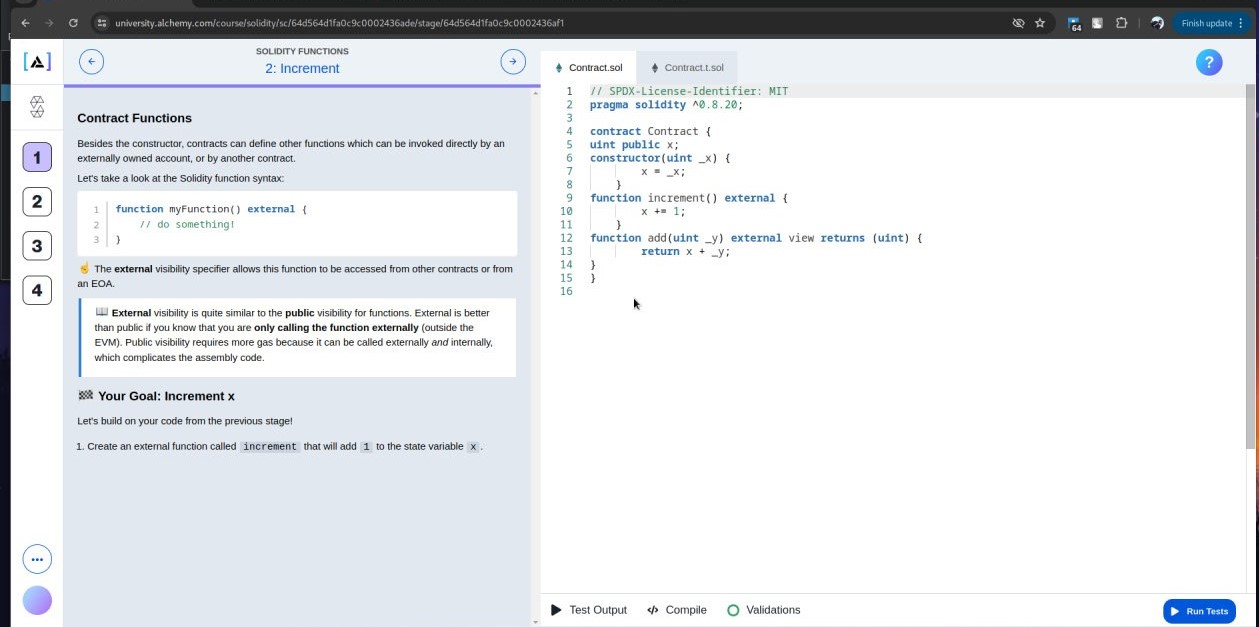 university.alchemy.com/course/solidity/sc/64d564d1fa0c9c0002436ade/stage/64d564d1fa0c9c0002436af1
64
Finish update
SOLIDITY FUNCTIONS
2: Increment
1
2
3
4
Contract Functions
Besides the constructor, contracts can define other functions which can be invoked directly by an
externally owned account, or by another contract.
Let's take a look at the Solidity function syntax:
1 function myFunction() external {
2 // do something!
3 }
☝️ The external visibility specifier allows this function to be accessed from other contracts or from
an EOA.
📖 External visibility is quite similar to the public visibility for functions. External is better
than public if you know that you are only calling the function externally (outside the
EVM). Public visibility requires more gas because it can be called externally and internally,
which complicates the assembly code.
🏁 Your Goal: Increment x
Let's build on your code from the previous stage!
1. Create an external function called increment that will add 1 to the state variable x.
Contract.sol
Contract.t.sol
?
1 // SPDX-License-Identifier: MIT
2 pragma solidity ^0.8.20;
3
4 contract Contract {
5 uint public x;
6 constructor(uint _x) {
7 x = _x;
8 }
9 function increment() external {
10 x += 1;
11 }
12 function add(uint _y) external view returns (uint) {
13 return x + _y;
14 }
15 }
16
Test Output
Compile
Validations
Run Tests